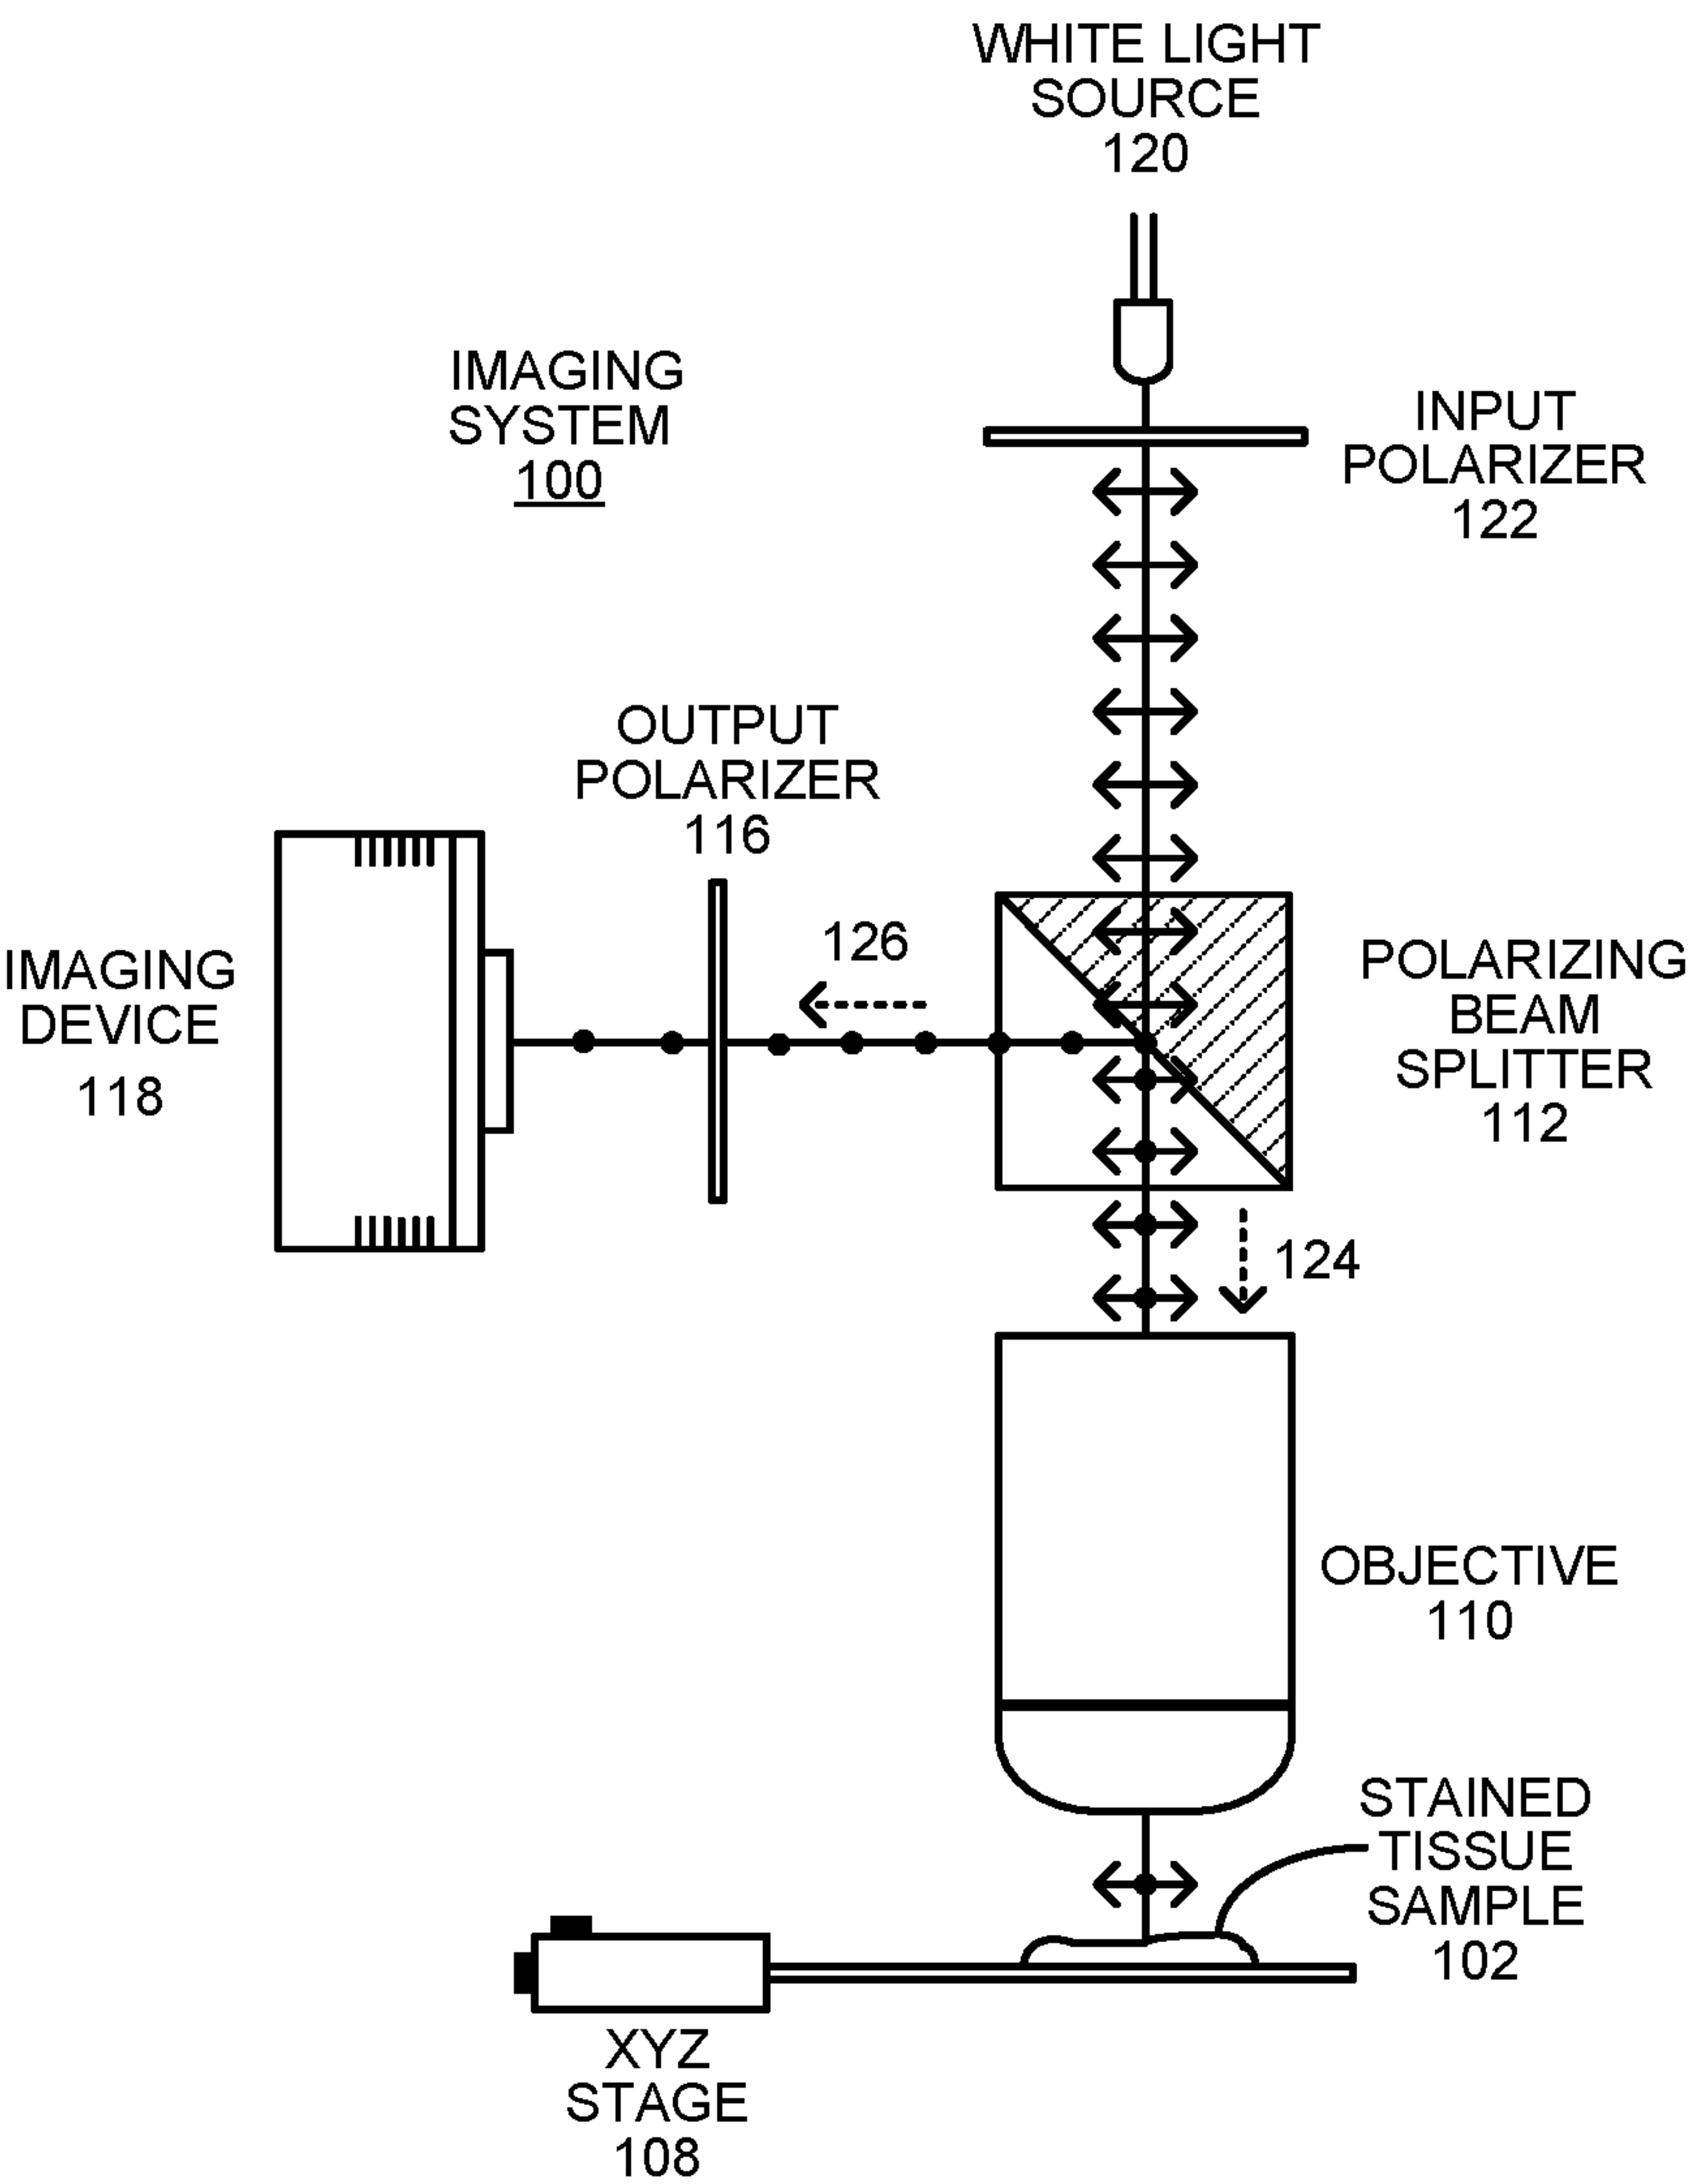 WHITE LIGHT
SOURCE
120
IMAGING
SYSTEM
100
INPUT
POLARIZER
122
OUTPUT
POLARIZER
116
126
IMAGING
DEVICE
118
POLARIZING
BEAM
SPLITTER
112
124
OBJECTIVE
110
STAINED
TISSUE
SAMPLE
102
XYZ
STAGE
108